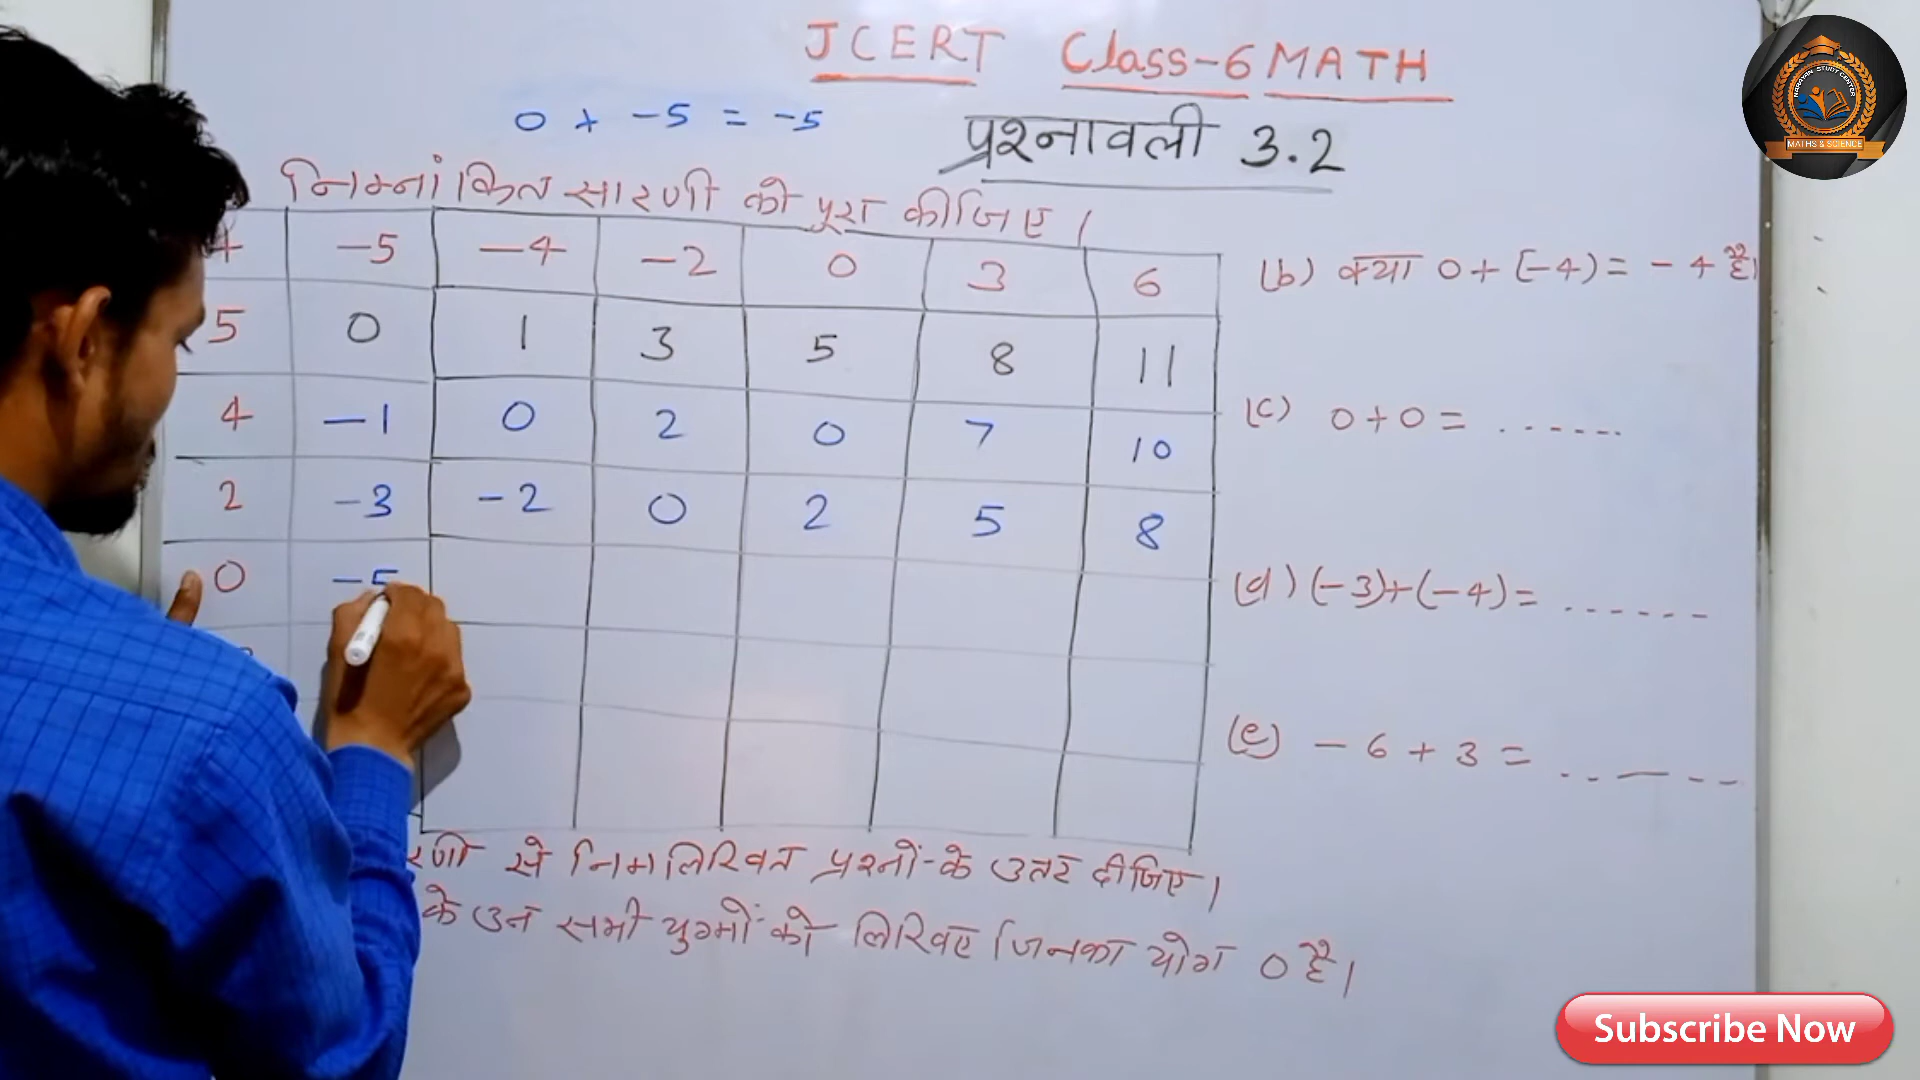 JCERT Class-6 MATH
0 + -5 = -5
प्रश्नावली 3.2
निम्नांकित सारणी को पूरा कीजिए।
+ -5 -4 -2 0 3 6
5 0 1 3 5 8 11
4 -1 0 2 0 7 10
2 -3 -2 0 2 5 8
0 -5
(b) क्या 0+(-4)= -4 है।
(c) 0+0= ......
(d) (-3)+(-4)= ......
(e) -6+3= ......
से निम्नलिखित प्रश्नों के उत्तर दीजिए।
के उन सभी युग्मों को लिखिए जिनका योग 0 है।
NARAYAN STUDY CENTER
MATHS & SCIENCE
Subscribe Now